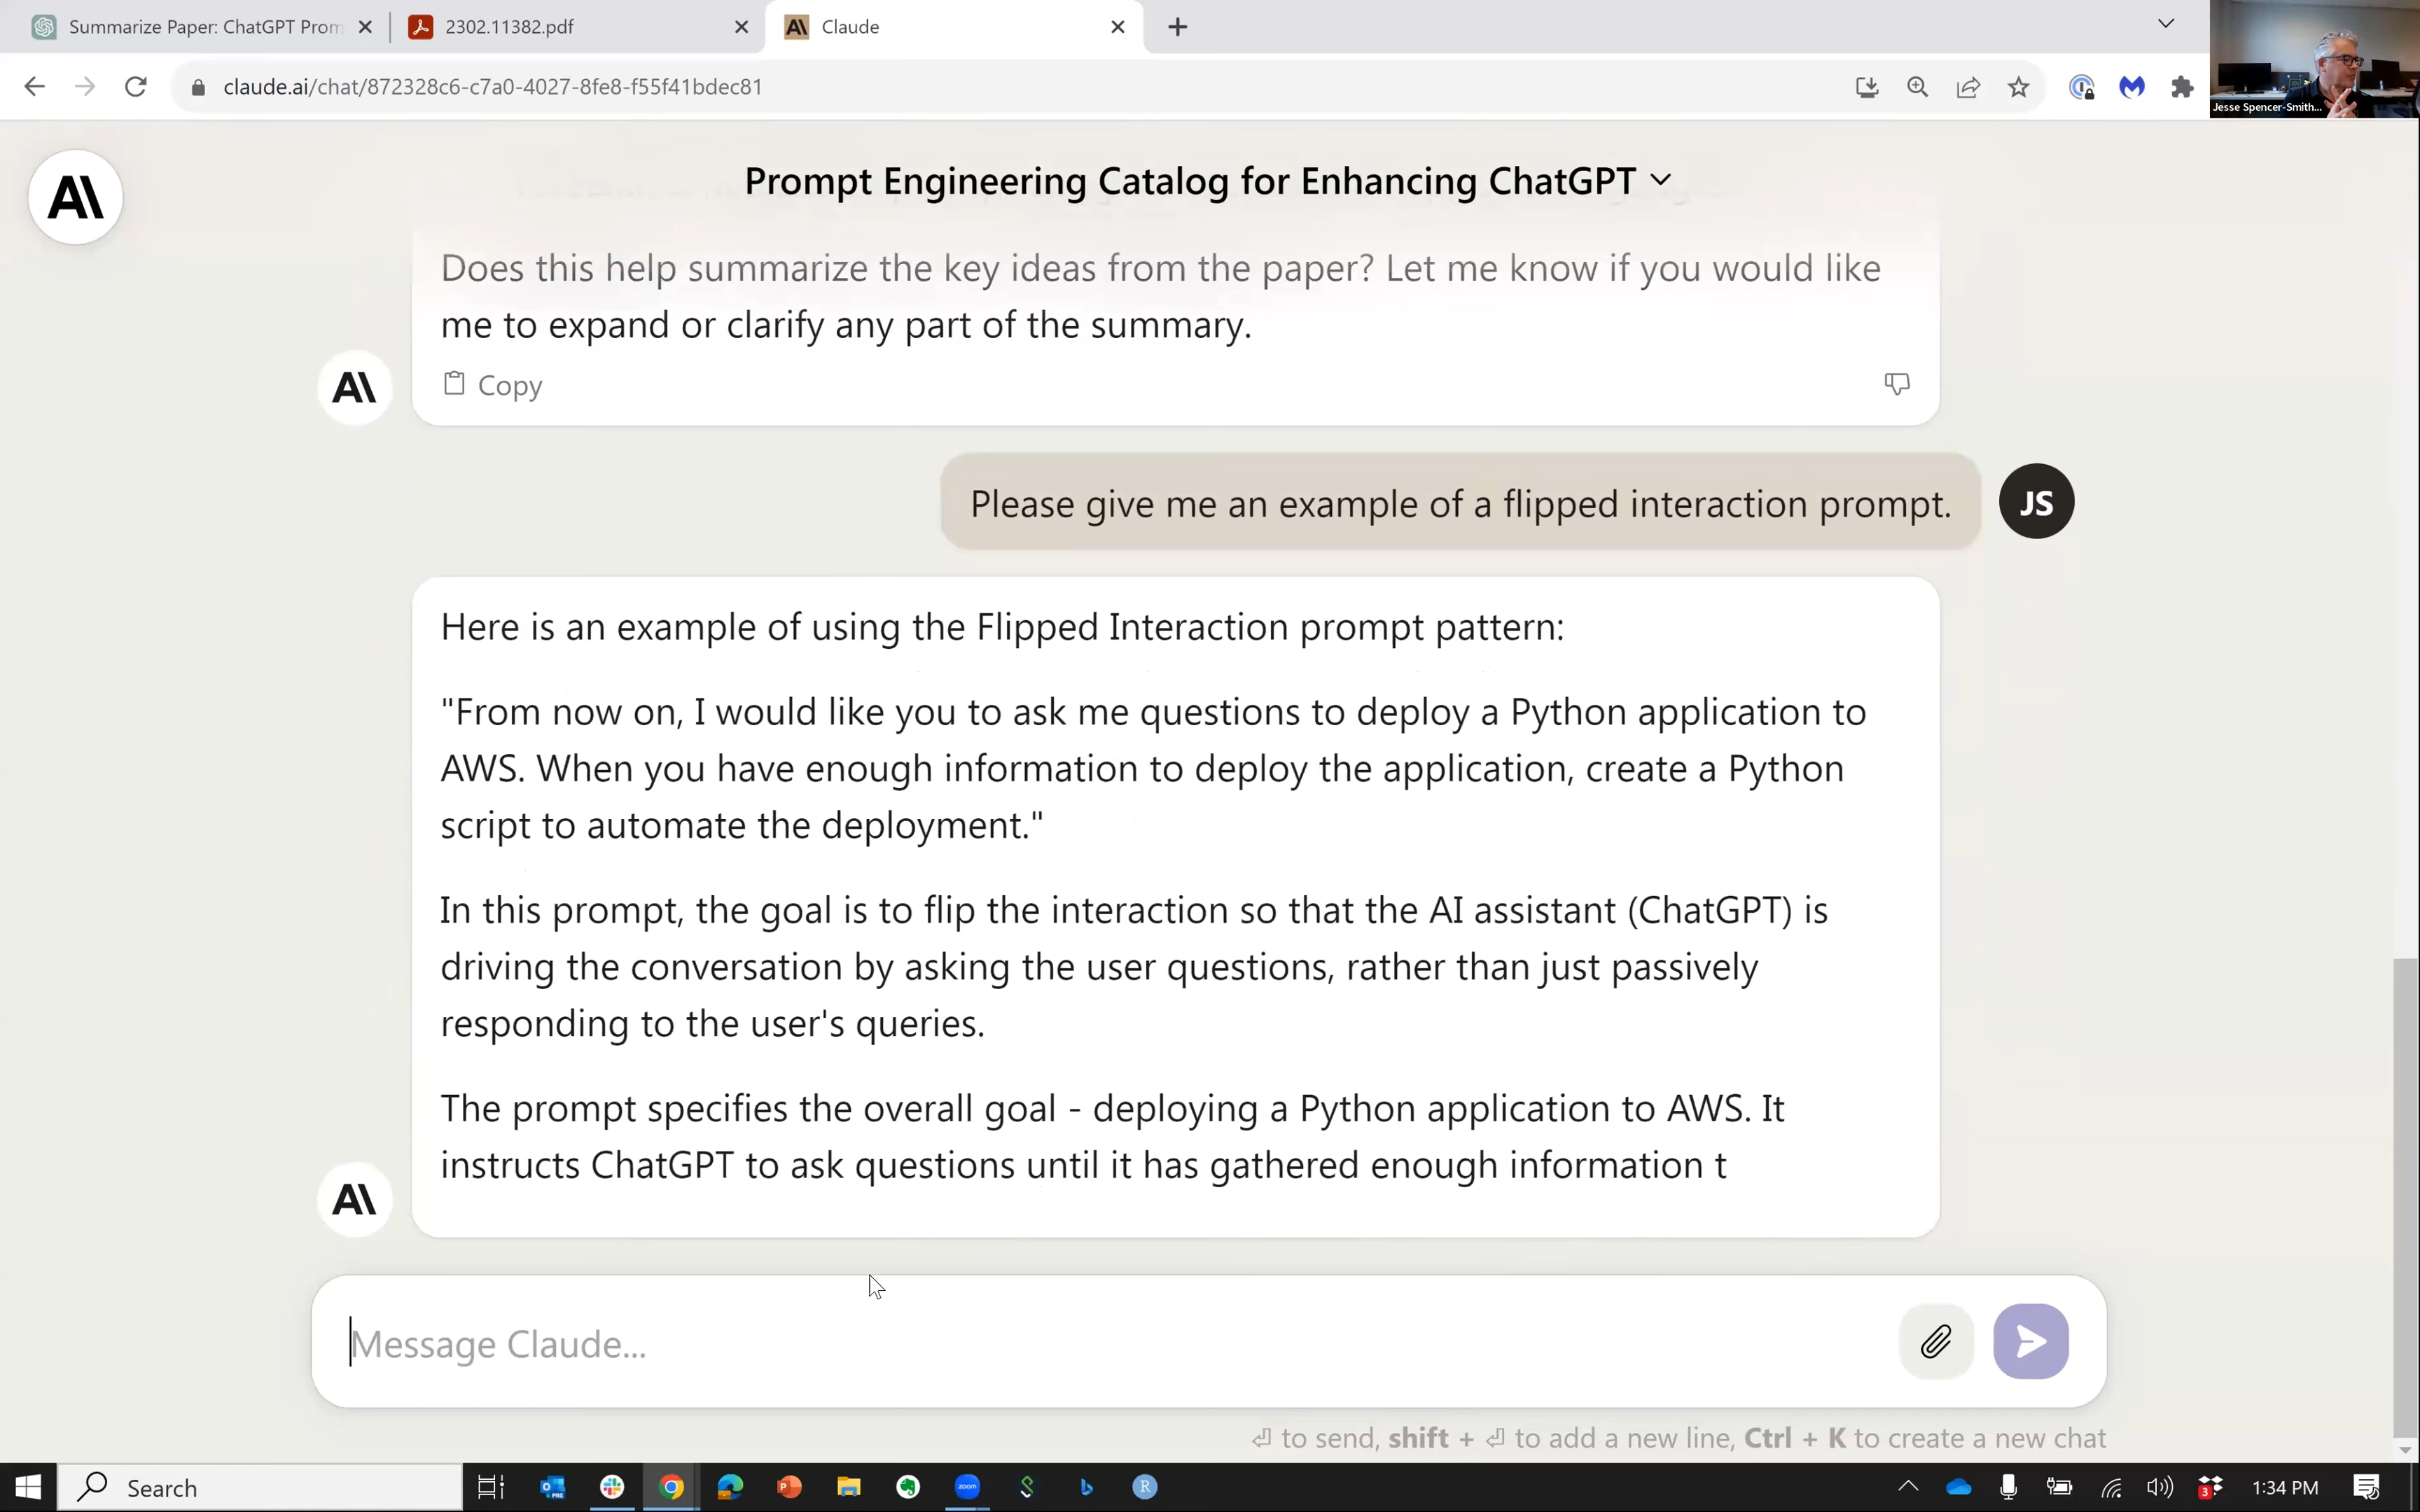 Summarize Paper: ChatGPT Prom
2302.11382.pdf
Claude
claude.ai/chat/872328c6-c7a0-4027-8fe8-f55f41bdec81
Jesse Spencer-Smith...
Prompt Engineering Catalog for Enhancing ChatGPT
Does this help summarize the key ideas from the paper? Let me know if you would like
me to expand or clarify any part of the summary.
Copy
Please give me an example of a flipped interaction prompt.
JS
Here is an example of using the Flipped Interaction prompt pattern:
"From now on, I would like you to ask me questions to deploy a Python application to
AWS. When you have enough information to deploy the application, create a Python
script to automate the deployment."
In this prompt, the goal is to flip the interaction so that the AI assistant (ChatGPT) is
driving the conversation by asking the user questions, rather than just passively
responding to the user's queries.
The prompt specifies the overall goal - deploying a Python application to AWS. It
instructs ChatGPT to ask questions until it has gathered enough information t
Message Claude...
⏎ to send, shift + ⏎ to add a new line, Ctrl + K to create a new chat
Search
zoom
3
1:34 PM